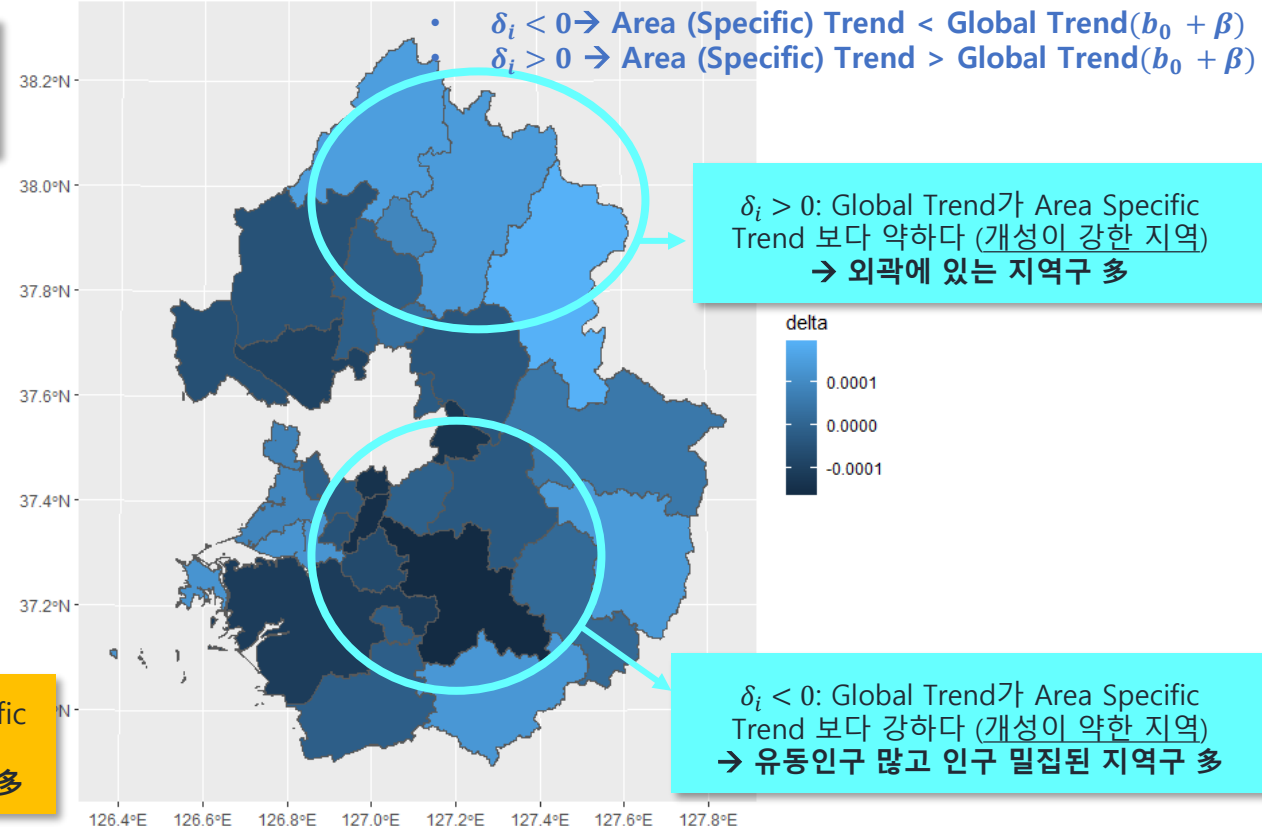 • δᵢ < 0→ Area (Specific) Trend < Global Trend(b₀ + β)
• δᵢ > 0 → Area (Specific) Trend > Global Trend(b₀ + β)
38.2°N
38.0°N
37.8°N
37.6°N
37.4°N
37.2°N
°N
126.4°E 126.6°E 126.8°E 127.0°E 127.2°E 127.4°E 127.6°E 127.8°E
δᵢ > 0: Global Trend가 Area Specific
Trend 보다 약하다 (개성이 강한 지역)
→ 외곽에 있는 지역구 多
delta
0.0001
0.0000
-0.0001
δᵢ < 0: Global Trend가 Area Specific
Trend 보다 강하다 (개성이 약한 지역)
→ 유동인구 많고 인구 밀집된 지역구 多
fic
多